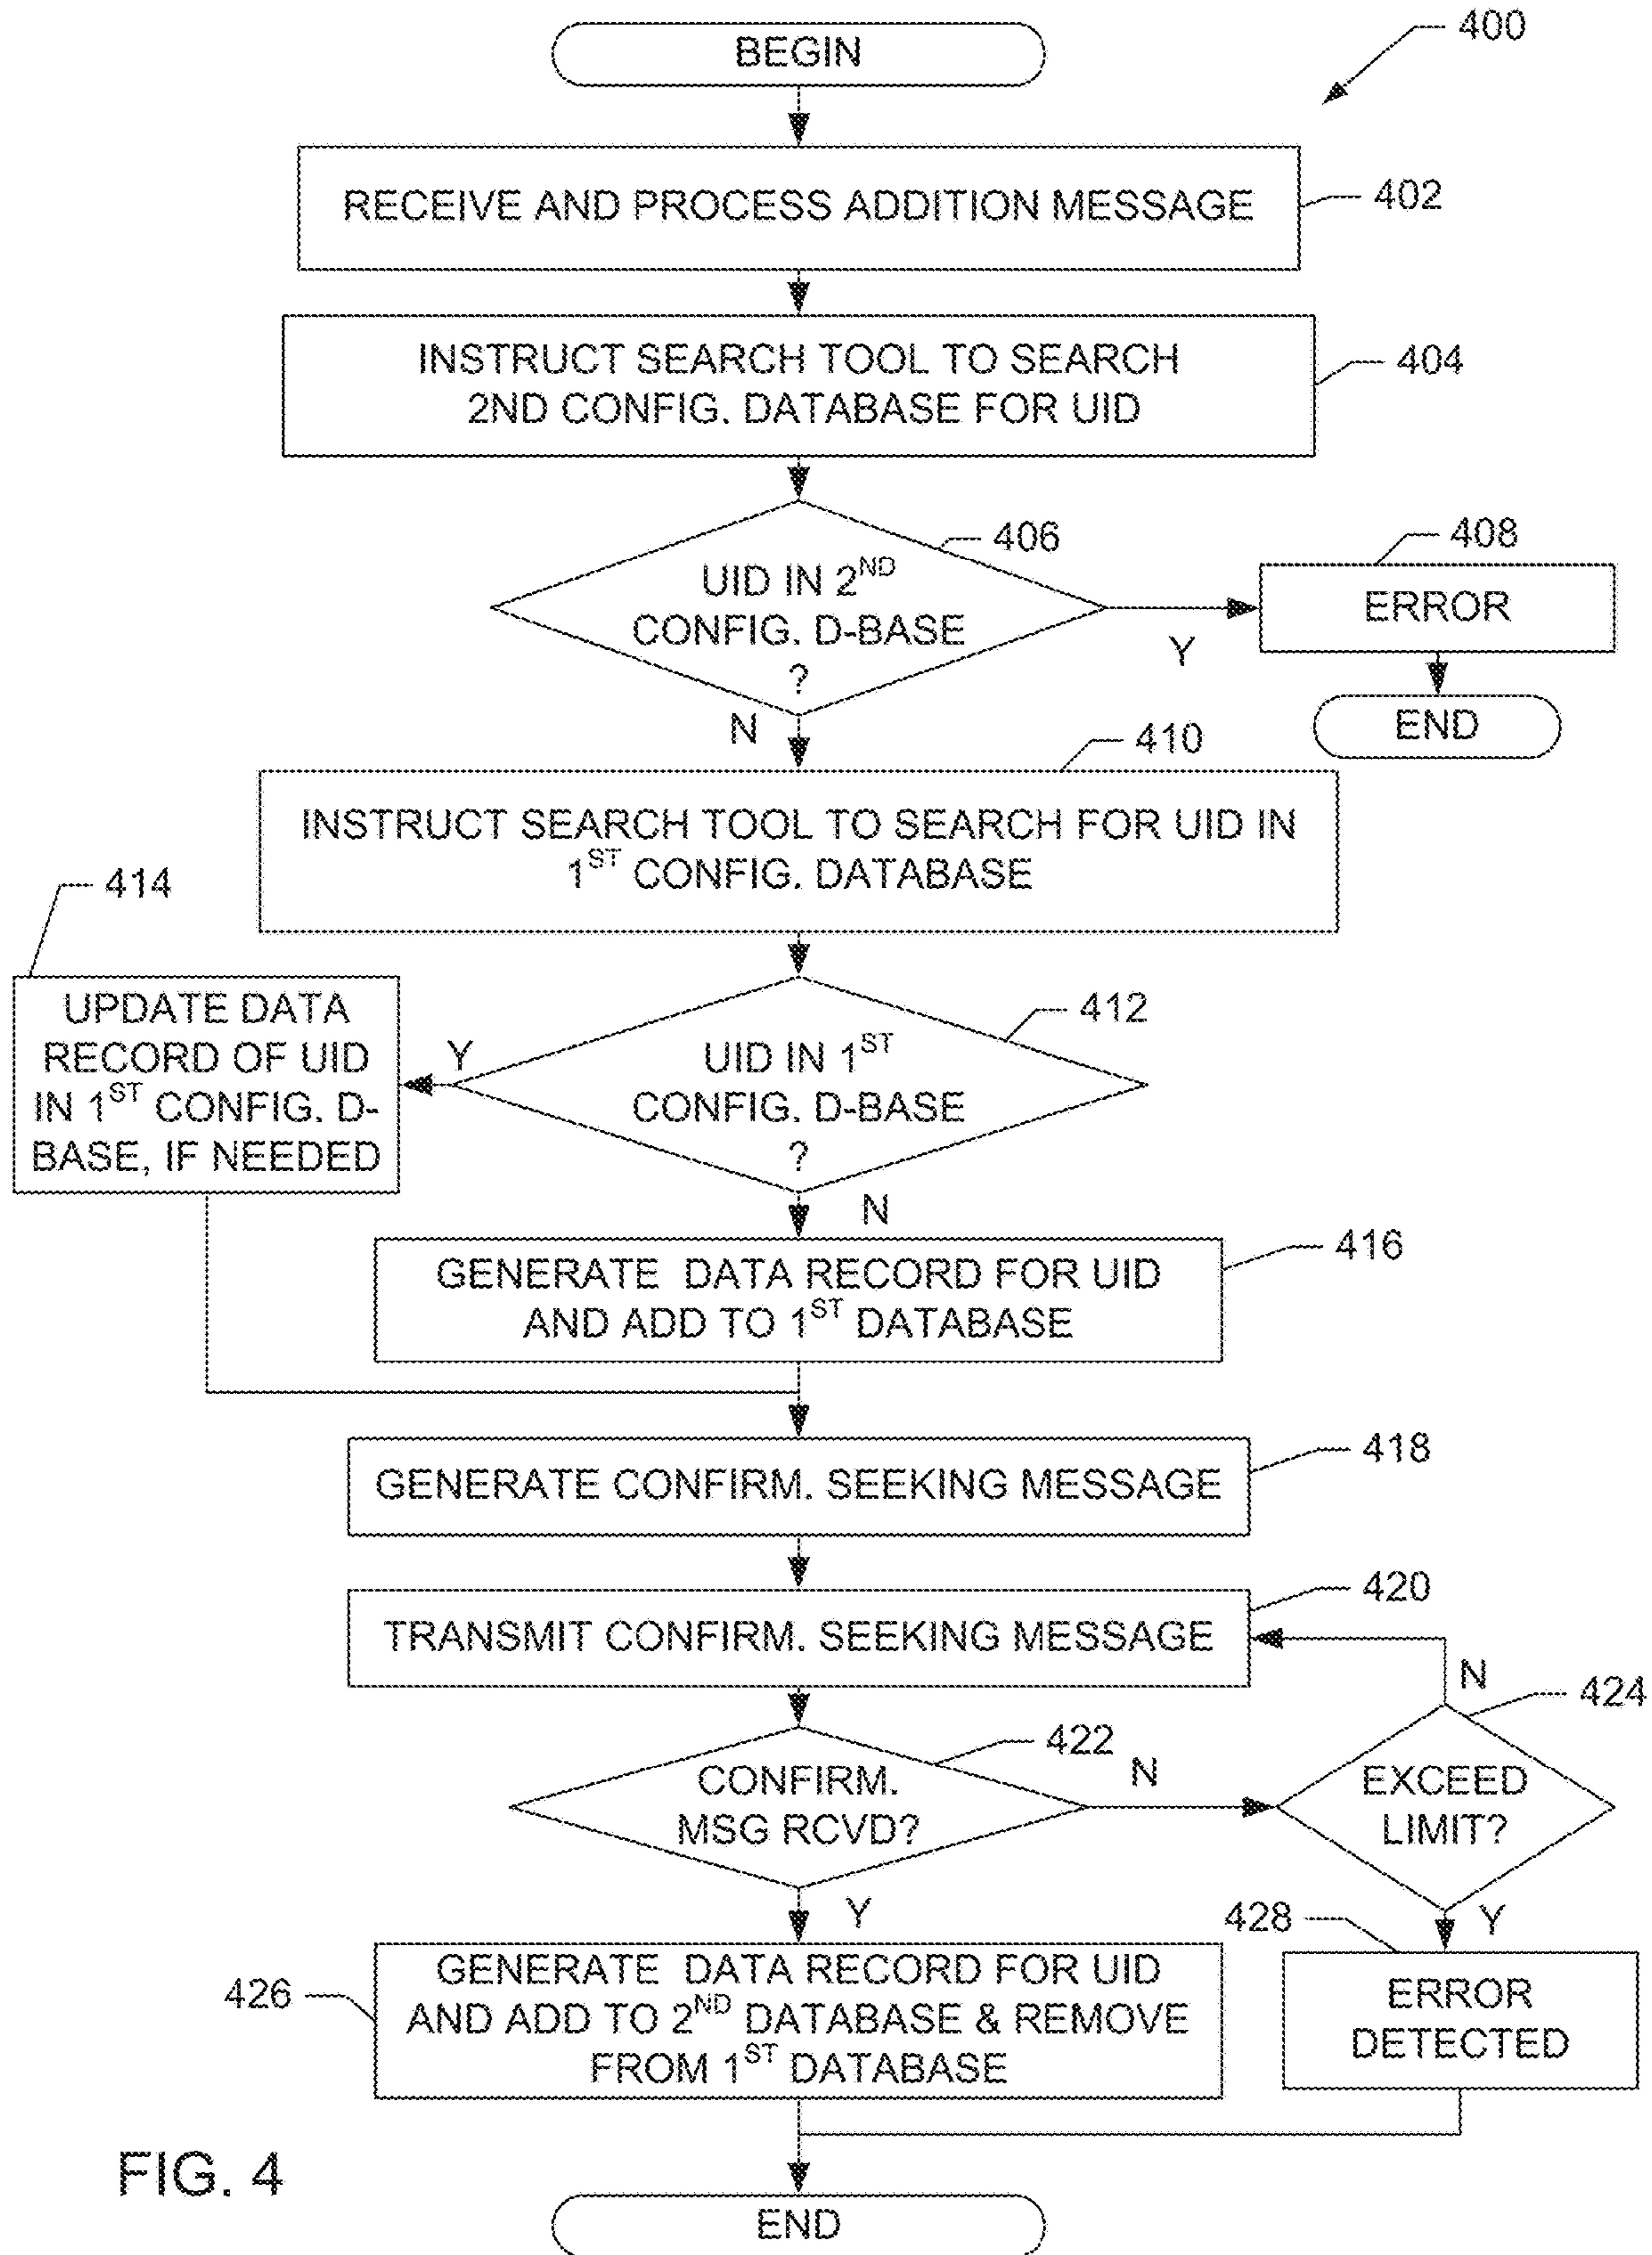 BEGIN
400
RECEIVE AND PROCESS ADDITION MESSAGE
402
INSTRUCT SEARCH TOOL TO SEARCH
2ND CONFIG. DATABASE FOR UID
404
UID IN 2ND
CONFIG. D-BASE
?
406
Y
N
408
ERROR
END
410
INSTRUCT SEARCH TOOL TO SEARCH FOR UID IN
1ST CONFIG. DATABASE
414
UPDATE DATA
RECORD OF UID
IN 1ST CONFIG. D-
BASE, IF NEEDED
Y
UID IN 1ST
CONFIG. D-BASE
?
412
N
GENERATE DATA RECORD FOR UID
AND ADD TO 1ST DATABASE
416
GENERATE CONFIRM. SEEKING MESSAGE
418
TRANSMIT CONFIRM. SEEKING MESSAGE
420
N
424
CONFIRM.
MSG RCVD?
422
N
EXCEED
LIMIT?
Y
Y
428
426
GENERATE DATA RECORD FOR UID
AND ADD TO 2ND DATABASE & REMOVE
FROM 1ST DATABASE
ERROR
DETECTED
FIG. 4
END